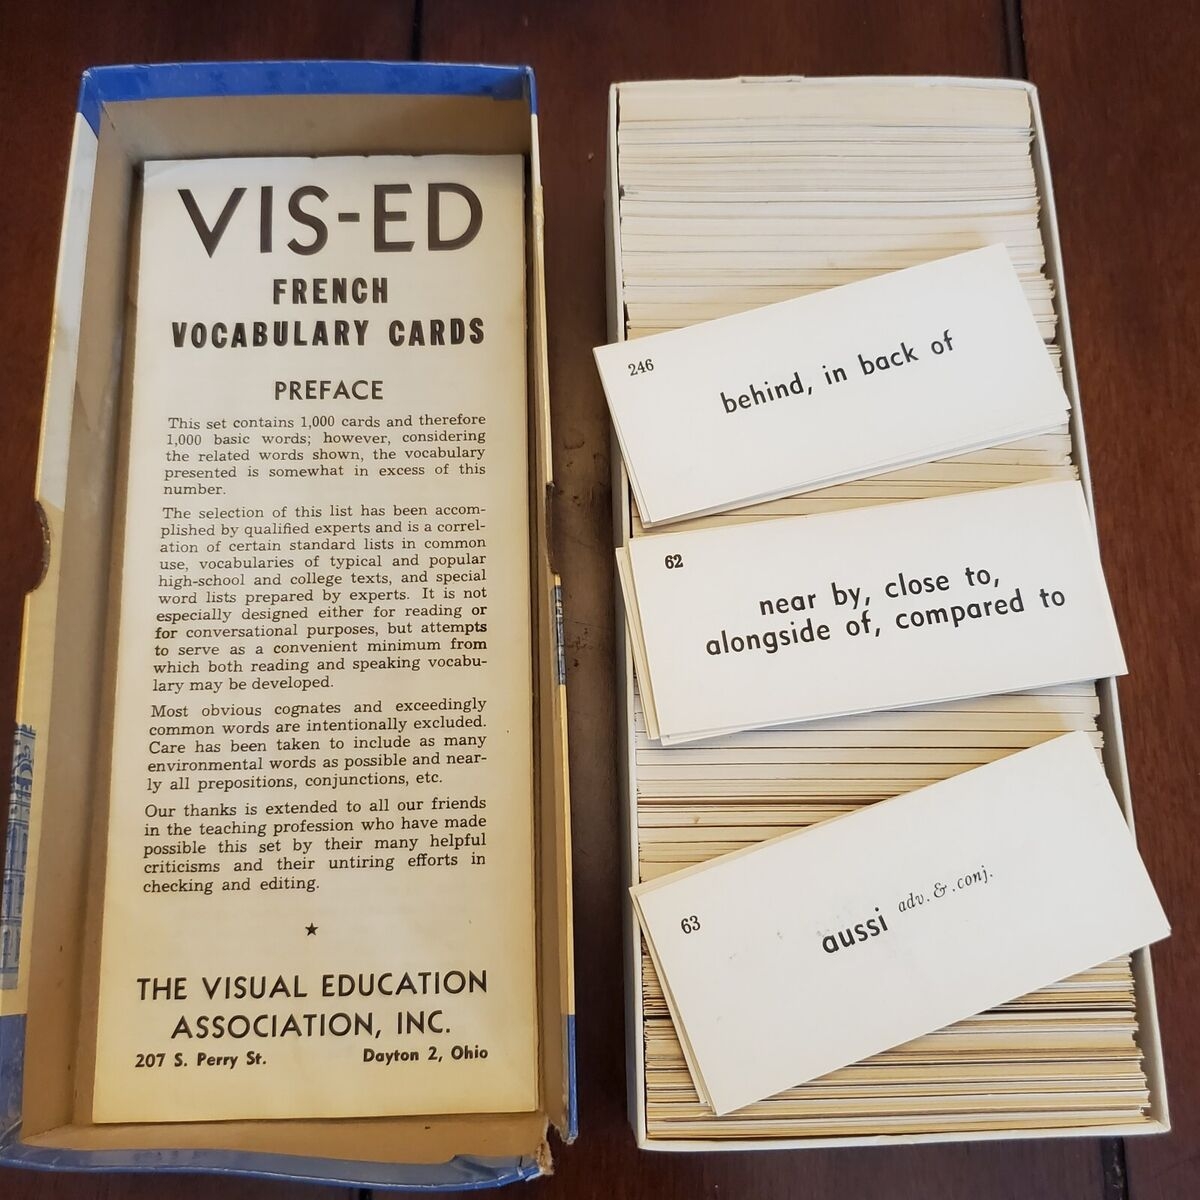 VIS-ED
FRENCH
VOCABULARY CARDS
PREFACE
This set contains 1,000 cards and therefore
1,000 basic words; however, considering
the related words shown, the vocabulary
presented is somewhat in excess of this
number.
The selection of this list has been accom-
plished by qualified experts and is a correl-
ation of certain standard lists in common
use, vocabularies of typical and popular
high-school and college texts, and special
word lists prepared by experts. It is not
especially designed either for reading or
for conversational purposes, but attempts
to serve as a convenient minimum from
which both reading and speaking vocabu-
lary may be developed.
Most obvious cognates and exceedingly
common words are intentionally excluded.
Care has been taken to include as many
environmental words as possible and near-
ly all prepositions, conjunctions, etc.
Our thanks is extended to all our friends
in the teaching profession who have made
possible this set by their many helpful
criticisms and their untiring efforts in
checking and editing.
★
THE VISUAL EDUCATION
ASSOCIATION, INC.
207 S. Perry St. Dayton 2, Ohio
246
behind, in back of
62
near by, close to,
alongside of, compared to
63
aussi adv. & . conj.